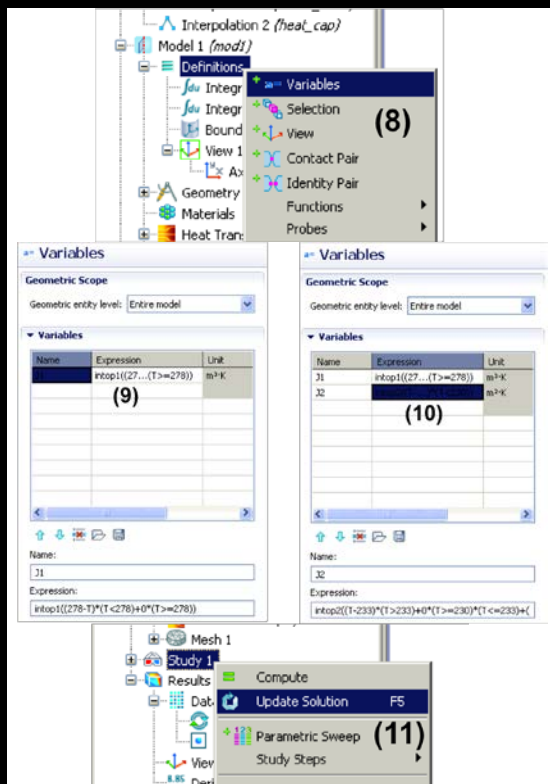 Interpolation 2 (heat_cap)
Model 1 (mod1)
Definitions
Variables
Integr
Selection
(8)
Integr
View
Bound
Contact Pair
View 1
Identity Pair
Ax
Functions
Geometry
Probes
Materials
Heat Trans
a= Variables
Geometric Scope
Geometric entity level: Entire model
Variables
Name Expression Unit
J1 intop1((27...(T>=278)) m³·K
(9)
Name:
J1
Expression:
intop1((278-T)*(T<278)+0*(T>=278))
a= Variables
Geometric Scope
Geometric entity level: Entire model
Variables
Name Expression Unit
J1 intop1((27...(T>=278)) m³·K
J2 m³·K
(10)
Name:
J2
Expression:
intop2((T-233)*(T>233)+0*(T>=230)*(T<=233)+(
Mesh 1
Study 1
Compute
Results
Update Solution F5
Data
Parametric Sweep
(11)
Study Steps
View
Deri